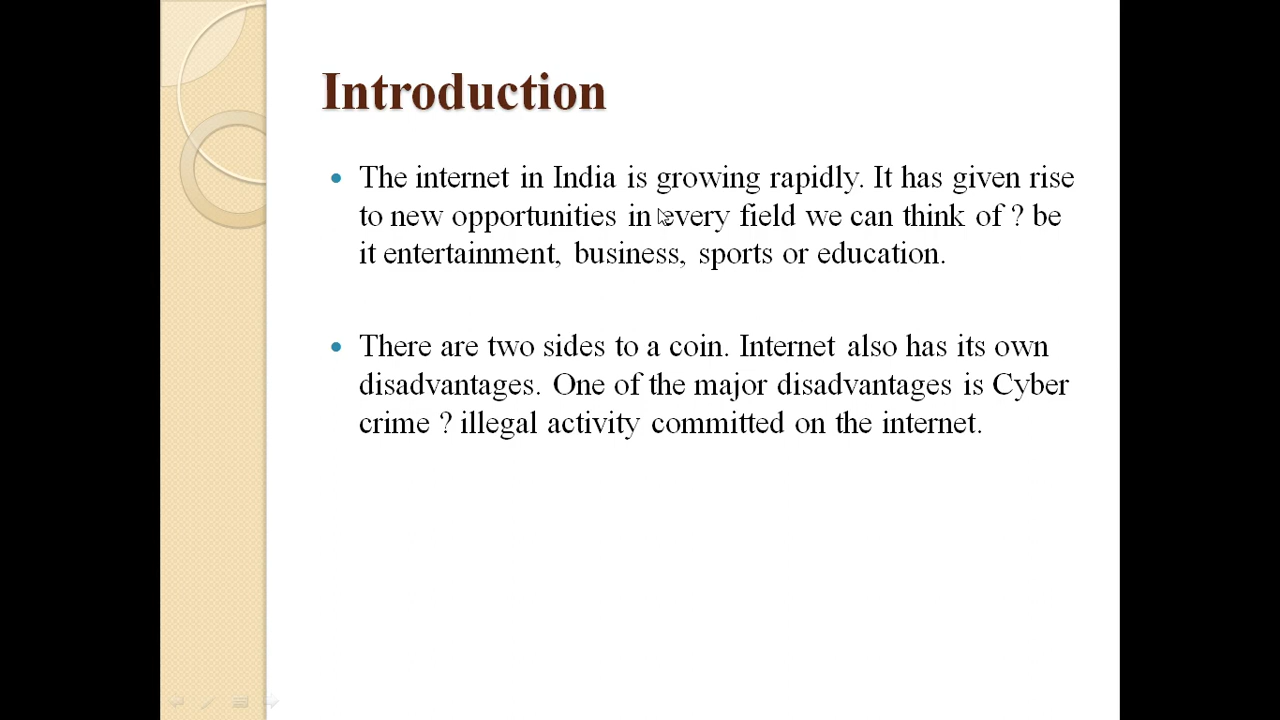 Introduction
The internet in India is growing rapidly. It has given rise
to new opportunities in every field we can think of ? be
it entertainment, business, sports or education.
There are two sides to a coin. Internet also has its own
disadvantages. One of the major disadvantages is Cyber
crime ? illegal activity committed on the internet.